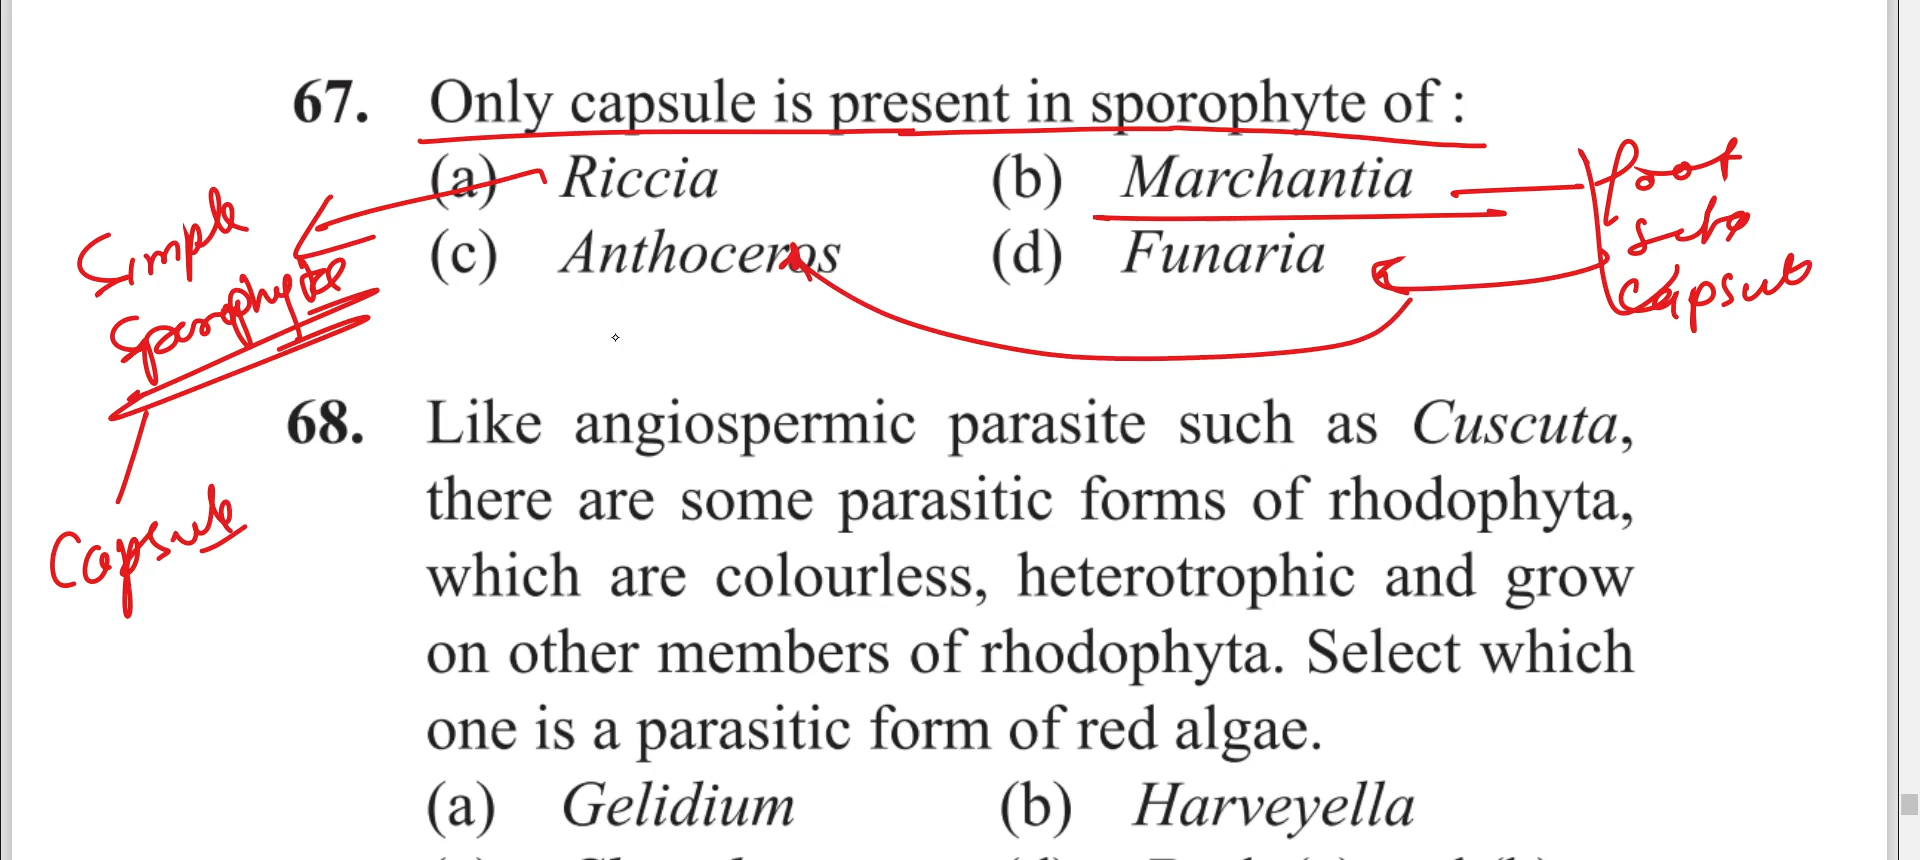 67. Only capsule is present in sporophyte of :
(a) Riccia (b) Marchantia
(c) Anthoceros (d) Funaria
foot
seta
Capsule
Simple
Sporophyte
Capsule
68. Like angiospermic parasite such as Cuscuta,
there are some parasitic forms of rhodophyta,
which are colourless, heterotrophic and grow
on other members of rhodophyta. Select which
one is a parasitic form of red algae.
(a) Gelidium (b) Harveyella